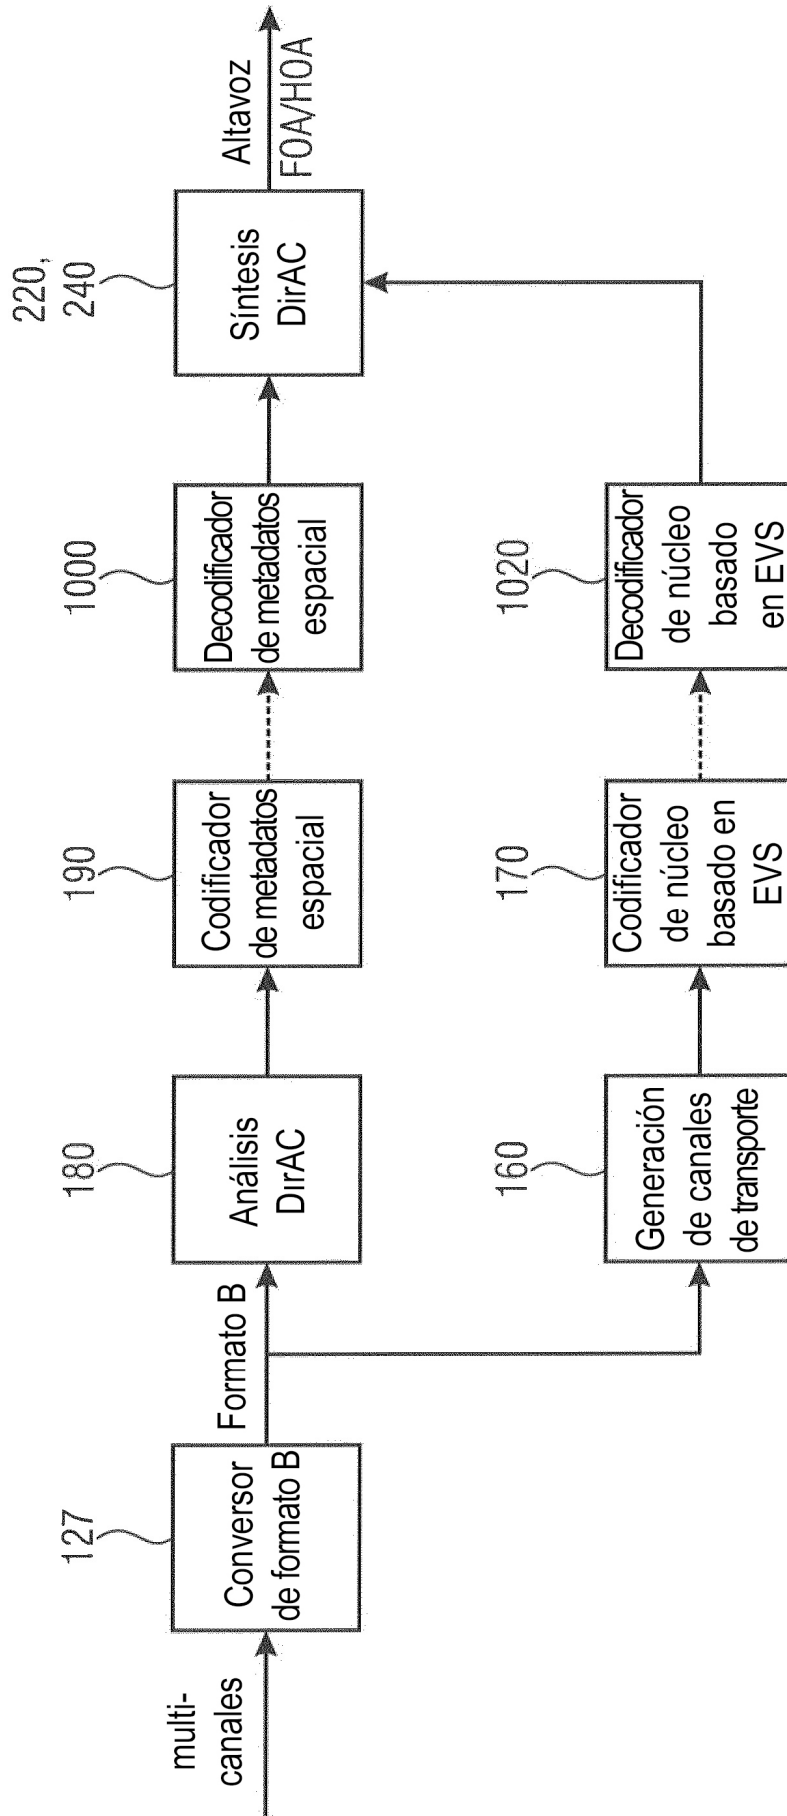 multi-
canales
127
Conversor
de formato B
Formato B
180
Análisis
DirAC
190
Codificador
de metadatos
espacial
1000
Decodificador
de metadatos
espacial
220,
240
Síntesis
DirAC
Altavoz
FOA/HOA
160
Generación
de canales
de transporte
170
Codificador
de núcleo
basado en
EVS
1020
Decodificador
de núcleo
basado
en EVS